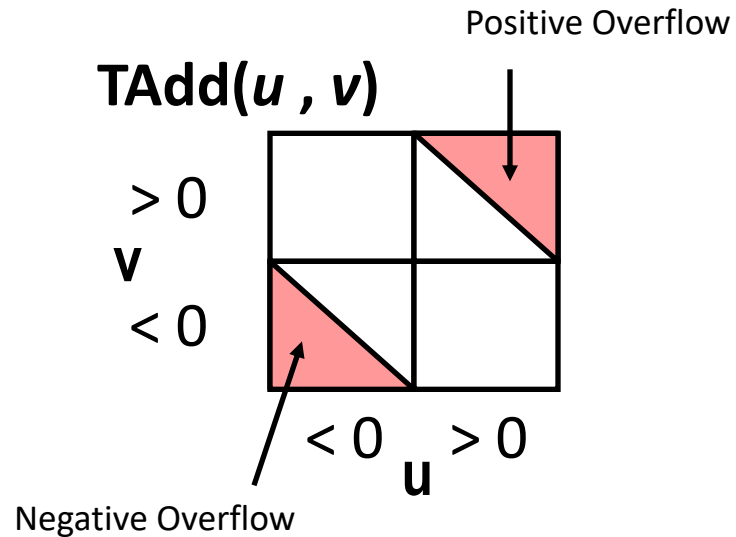 Positive Overflow
TAdd(u , v)
> 0
v
< 0
< 0 > 0
u
Negative Overflow